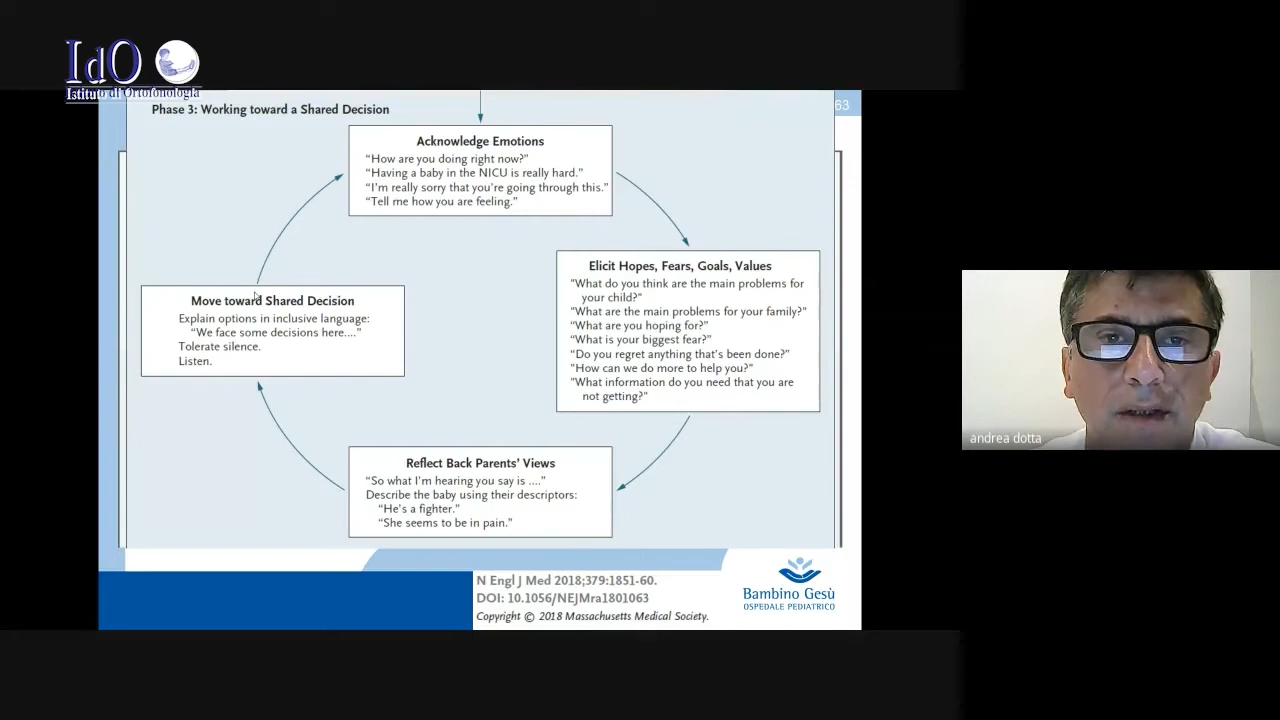 IdO
Istituto di Ortofonologia
63
Phase 3: Working toward a Shared Decision
Acknowledge Emotions
“How are you doing right now?”
“Having a baby in the NICU is really hard.”
“I’m really sorry that you’re going through this.”
“Tell me how you are feeling.”
Elicit Hopes, Fears, Goals, Values
“What do you think are the main problems for
your child?”
“What are the main problems for your family?”
“What are you hoping for?”
“What is your biggest fear?”
“Do you regret anything that’s been done?”
“How can we do more to help you?”
“What information do you need that you are
not getting?”
Reflect Back Parents’ Views
“So what I’m hearing you say is ....”
Describe the baby using their descriptors:
“He’s a fighter.”
“She seems to be in pain.”
Move toward Shared Decision
Explain options in inclusive language:
“We face some decisions here....”
Tolerate silence.
Listen.
N Engl J Med 2018;379:1851-60.
DOI: 10.1056/NEJMra1801063
Copyright © 2018 Massachusetts Medical Society.
Bambino Gesù
OSPEDALE PEDIATRICO
andrea dotta